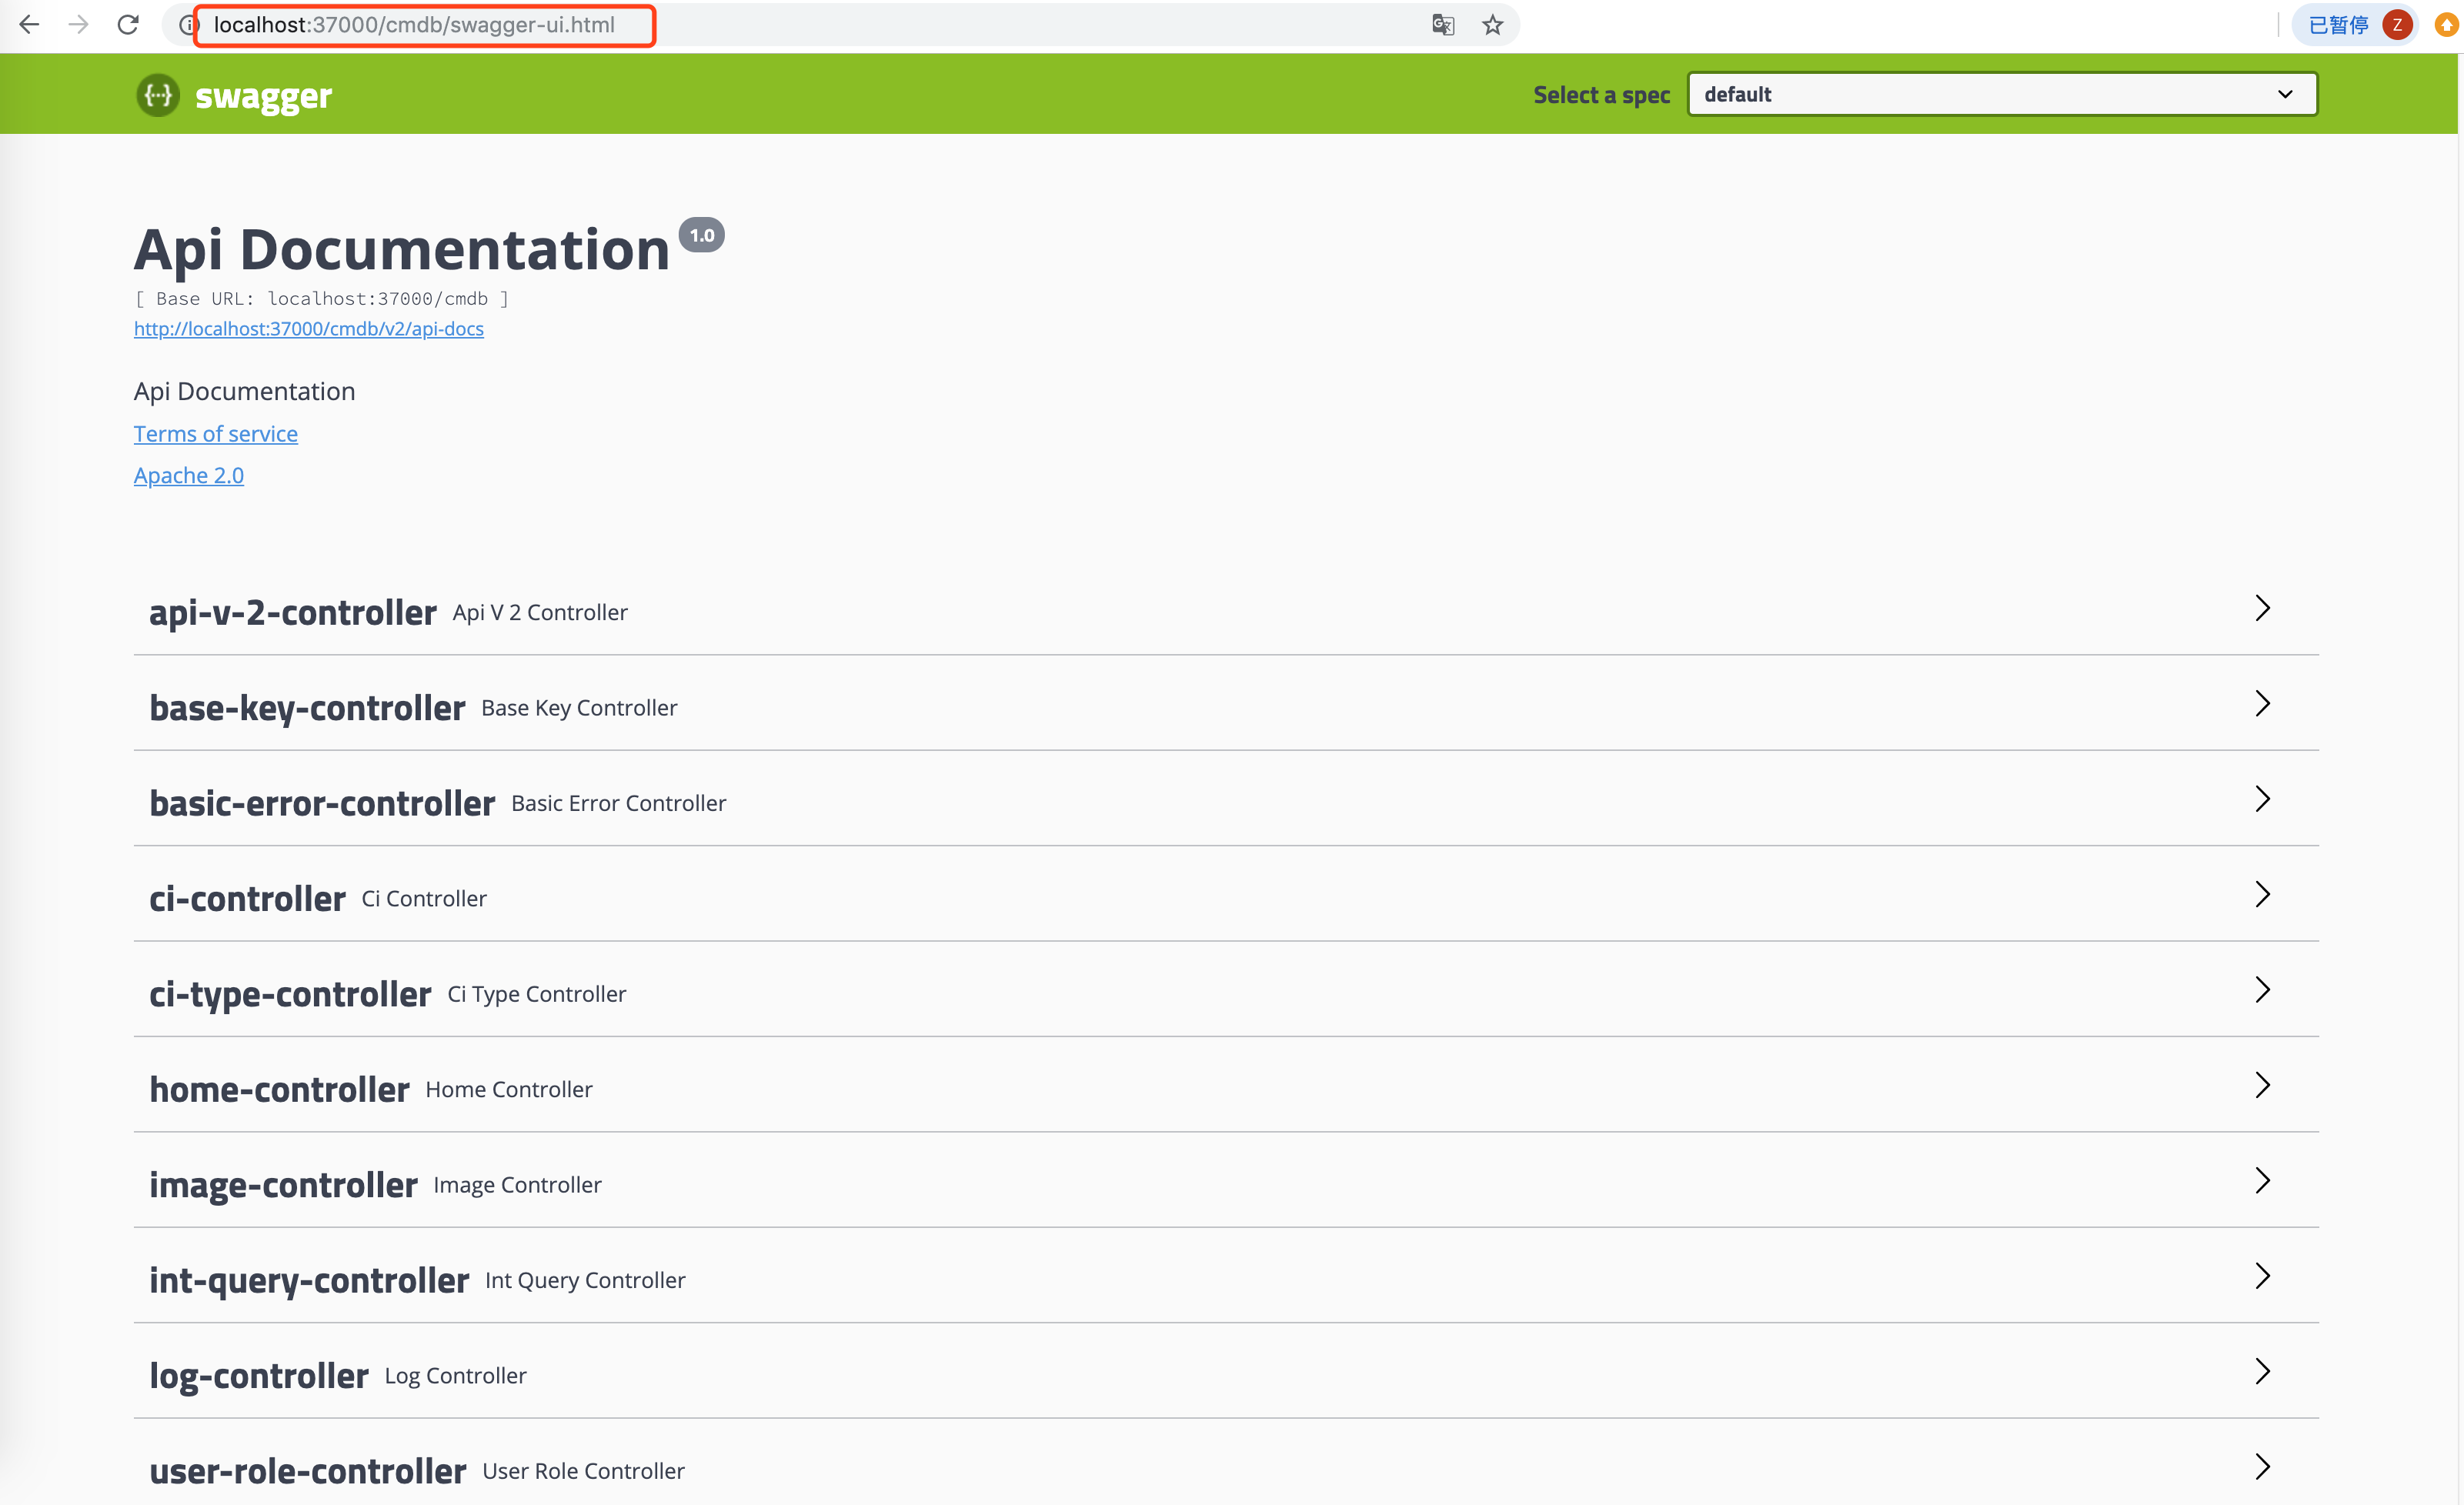 localhost:37000/cmdb/swagger-ui.html
已暂停 Z
{···} swagger
Select a spec default
Api Documentation 1.0
[ Base URL: localhost:37000/cmdb ]
http://localhost:37000/cmdb/v2/api-docs
Api Documentation
Terms of service
Apache 2.0
api-v-2-controller Api V 2 Controller
base-key-controller Base Key Controller
basic-error-controller Basic Error Controller
ci-controller Ci Controller
ci-type-controller Ci Type Controller
home-controller Home Controller
image-controller Image Controller
int-query-controller Int Query Controller
log-controller Log Controller
user-role-controller User Role Controller